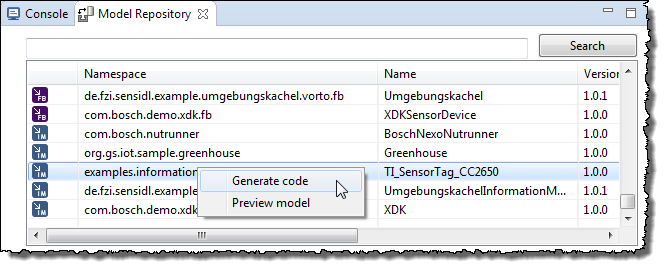 Console Model Repository
Search
Namespace Name Version
FB de.fzi.sensidl.example.umgebungskachel.vorto.fb Umgebungskachel 1.0.1
FB com.bosch.demo.xdk.fb XDKSensorDevice 1.0.0
IM com.bosch.nutrunner BoschNexoNutrunner 1.0.0
IM org.gs.iot.sample.greenhouse Greenhouse 1.0.0
IM examples.information TI_SensorTag_CC2650 1.0.0
Generate code
IM de.fzi.sensidl.example UmgebungskachelInformationM... 1.0.1
Preview model
IM com.bosch.demo.xdk XDK 1.0.0